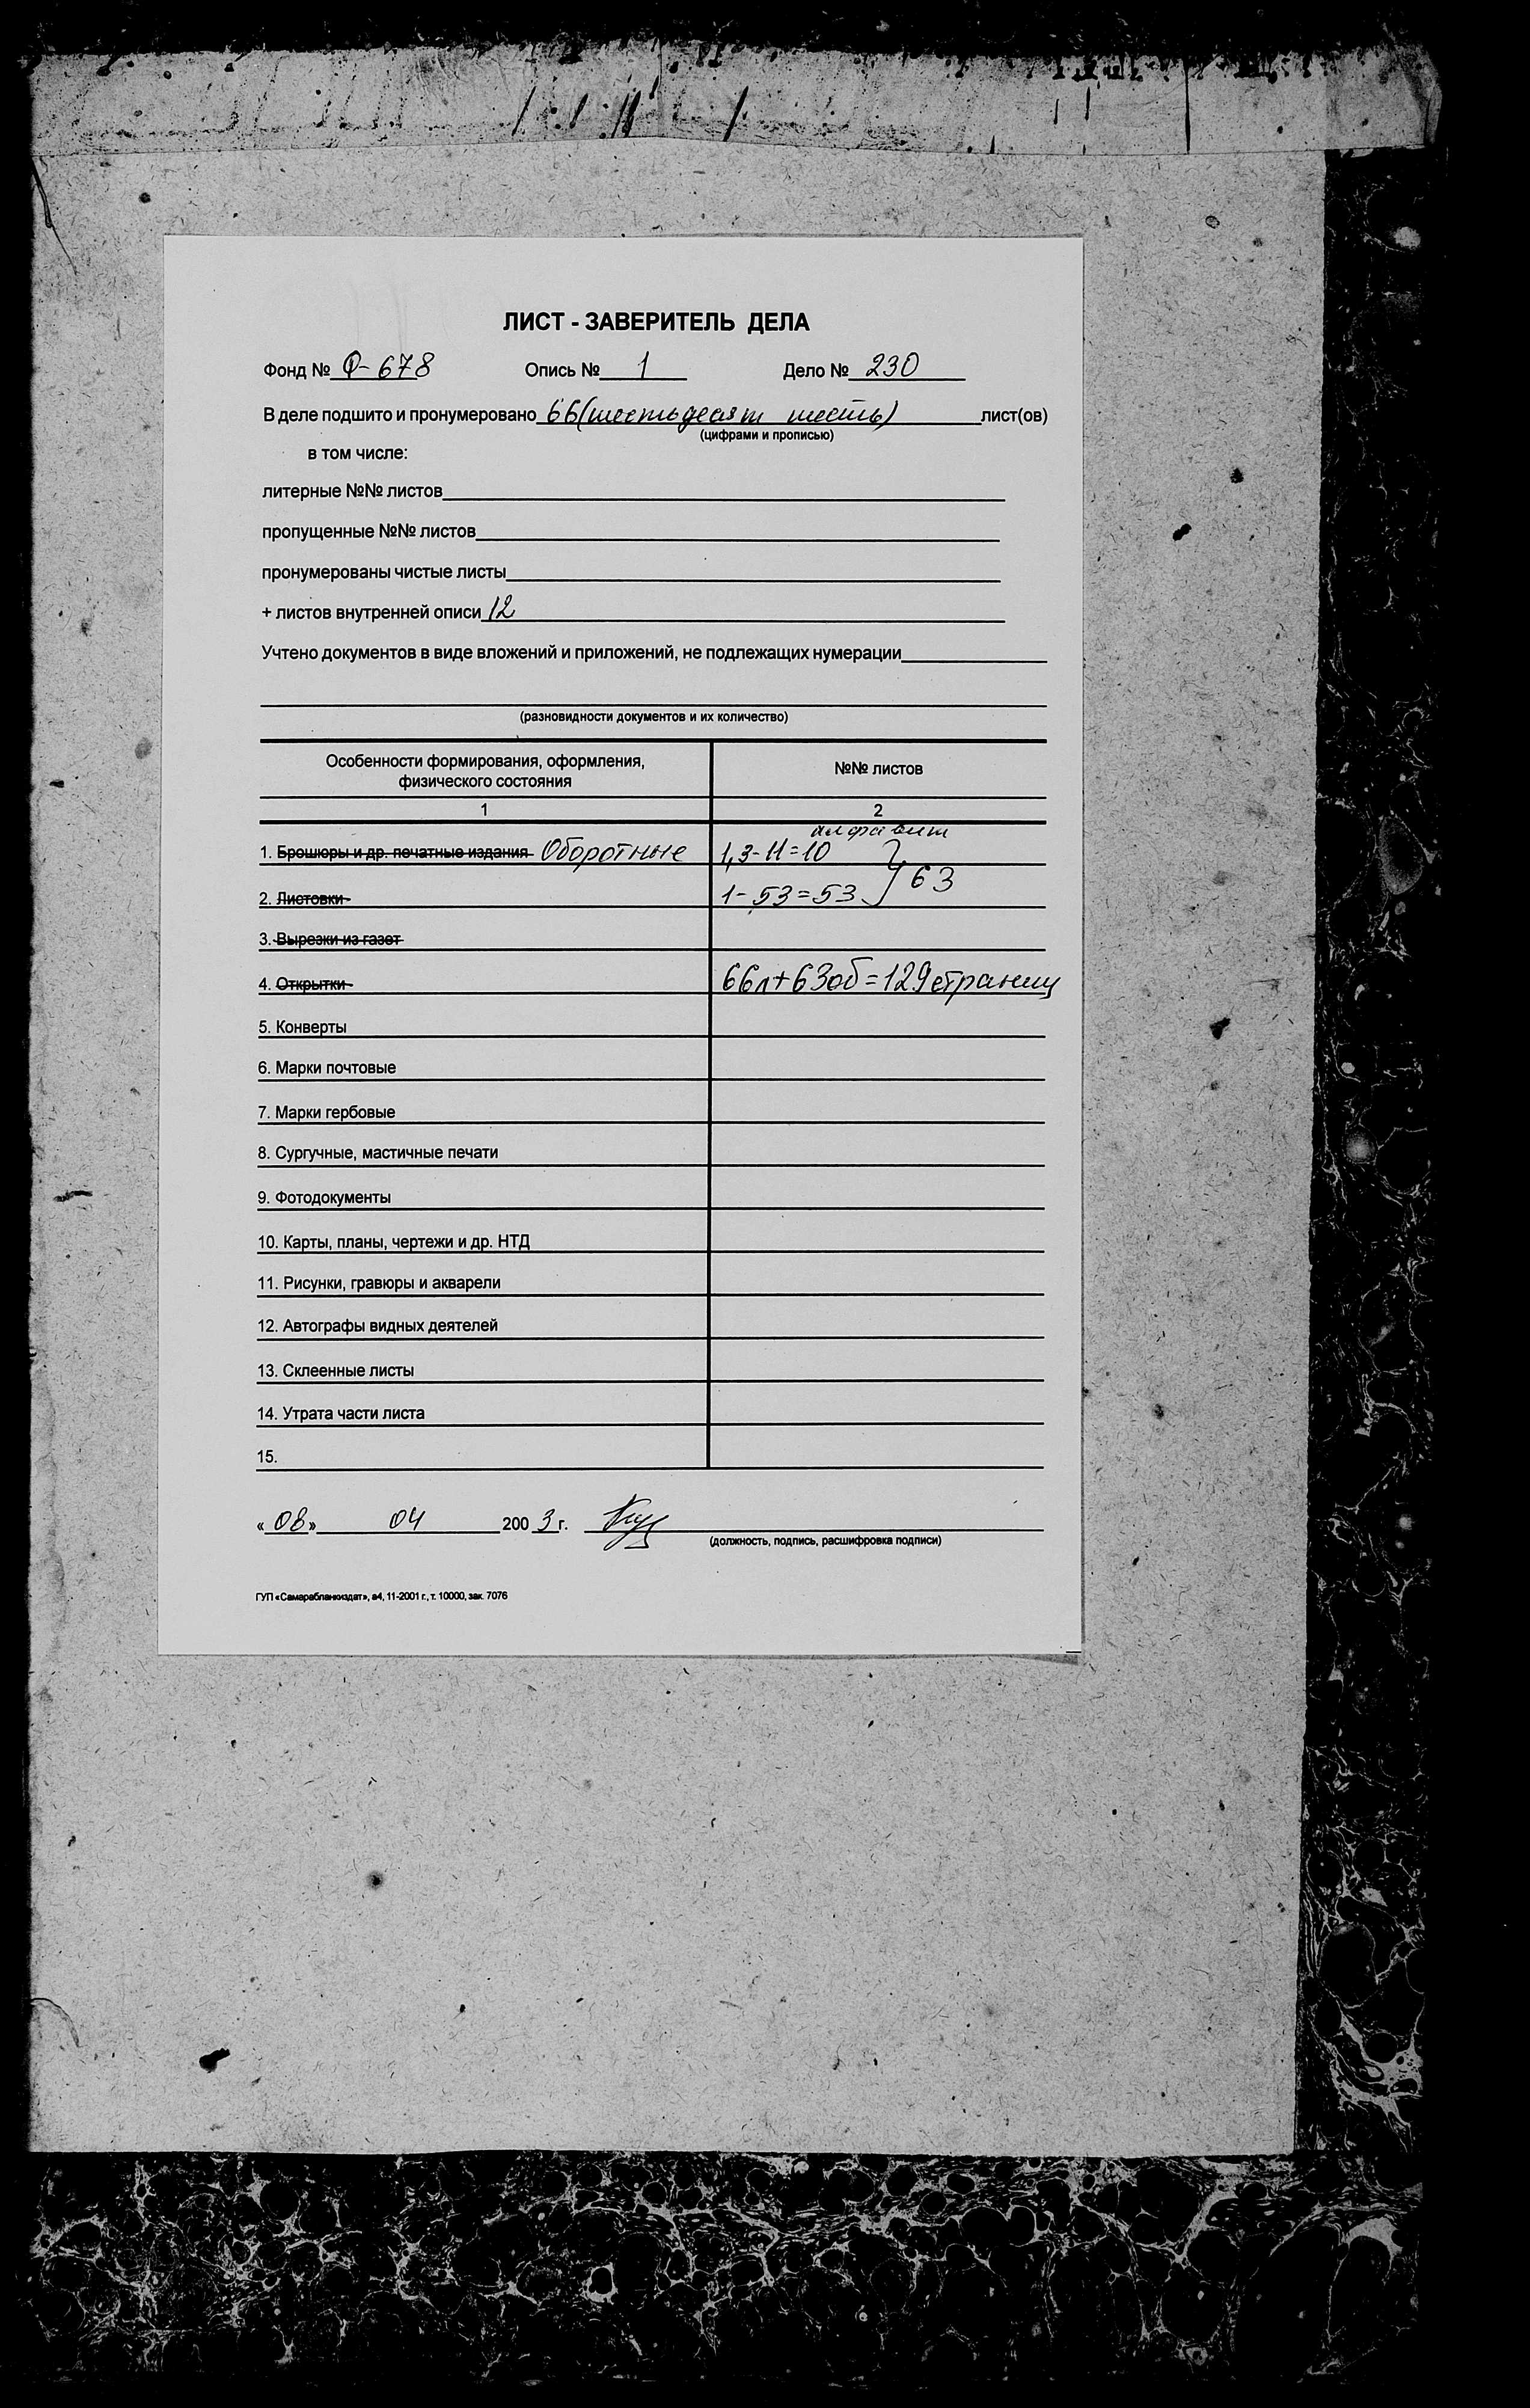 ЛИСТ - ЗАВЕРИТЕЛЬ ДЕЛА
Фонд № Ф-678 Опись № 1 Дело № 230
В деле подшито и пронумеровано 66 (шестьдесят шесть) лист(ов)
(цифрами и прописью)
в том числе:
литерные №№ листов
пропущенные №№ листов
пронумерованы чистые листы
+ листов внутренней описи 12
Учтено документов в виде вложений и приложений, не подлежащих нумерации
(разновидности документов и их количество)
Особенности формирования, оформления,
физического состояния
№№ листов
1 2
алфавит
1. Брошюры и др. печатные издания Оборотные 1,3-11=10
63
2. Листовки 1-53=53
3. Вырезки из газет
4. Открытки 66л+63об=129страниц
5. Конверты
6. Марки почтовые
7. Марки гербовые
8. Сургучные, мастичные печати
9. Фотодокументы
10. Карты, планы, чертежи и др. НТД
11. Рисунки, гравюры и акварели
12. Автографы видных деятелей
13. Склеенные листы
14. Утрата части листа
15.
« 08 » 04 200 3 г.
(должность, подпись, расшифровка подписи)
ГУП «Самарабланкиздат», а4, 11-2001 г., т. 10000, зак. 7076